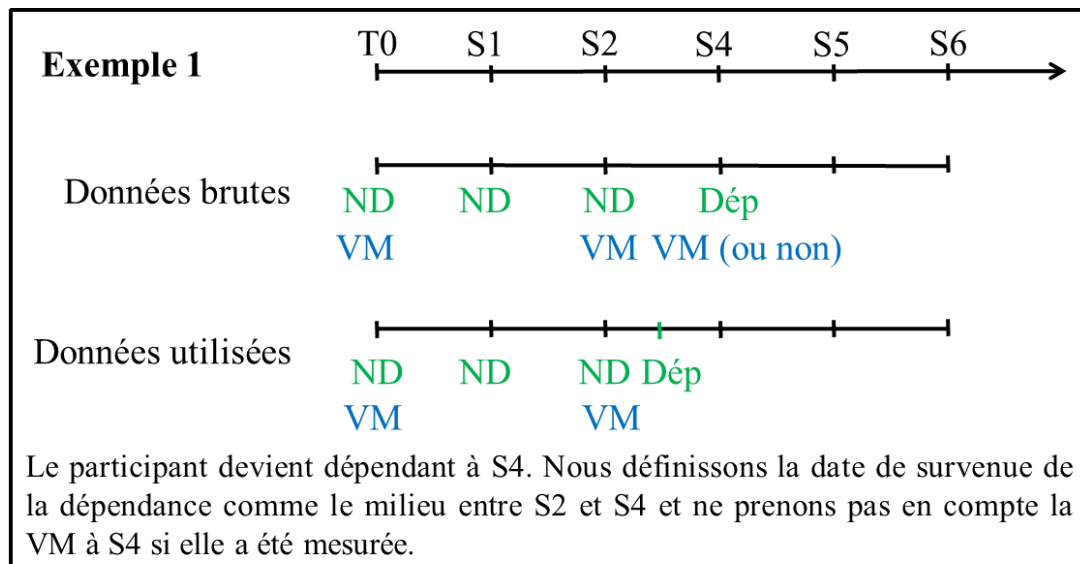 T0 S1 S2 S4 S5 S6
Exemple 1
Données brutes
ND ND ND Dép
VM VM VM (ou non)
Données utilisées
ND ND ND Dép
VM VM
Le participant devient dépendant à S4. Nous définissons la date de survenue de
la dépendance comme le milieu entre S2 et S4 et ne prenons pas en compte la
VM à S4 si elle a été mesurée.